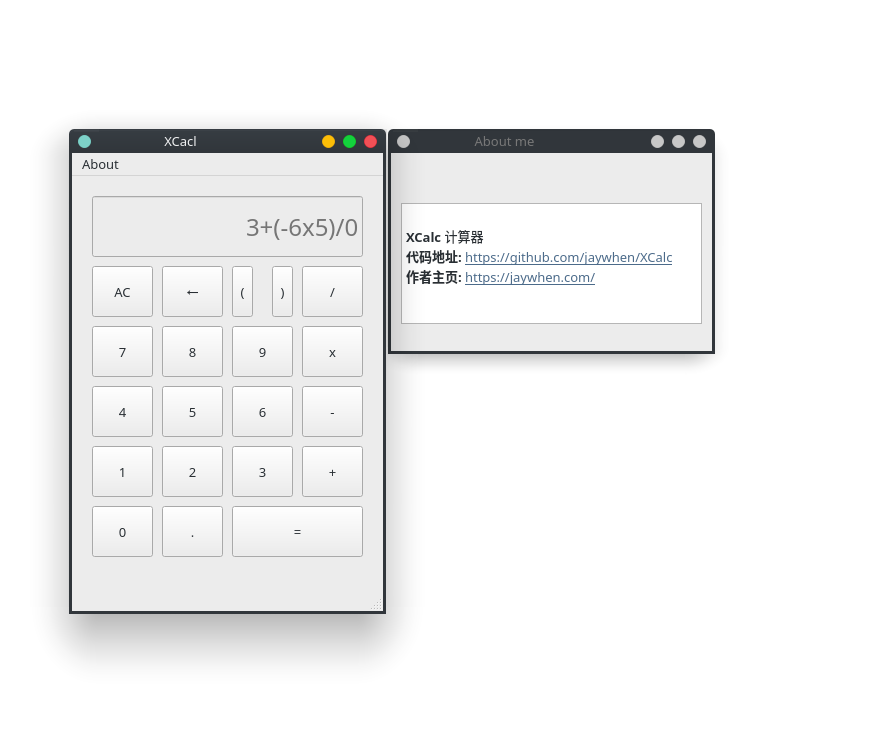 XCacl
About
3+(-6x5)/0
AC ← ( ) /
7 8 9 x
4 5 6 -
1 2 3 +
0 . =
About me
XCalc 计算器
代码地址: https://github.com/jaywhen/XCalc
作者主页: https://jaywhen.com/